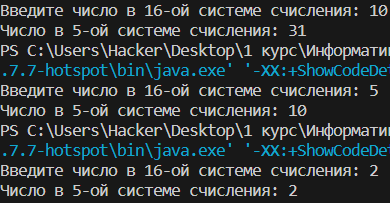 Введите число в 16-ой системе счисления: 10
Число в 5-ой системе счисления: 31
PS C:\Users\Hacker\Desktop\1 курс\Информати
.7.7-hotspot\bin\java.exe' '-XX:+ShowCodeDet
Введите число в 16-ой системе счисления: 5
Число в 5-ой системе счисления: 10
PS C:\Users\Hacker\Desktop\1 курс\Информати
.7.7-hotspot\bin\java.exe' '-XX:+ShowCodeDet
Введите число в 16-ой системе счисления: 2
Число в 5-ой системе счисления: 2